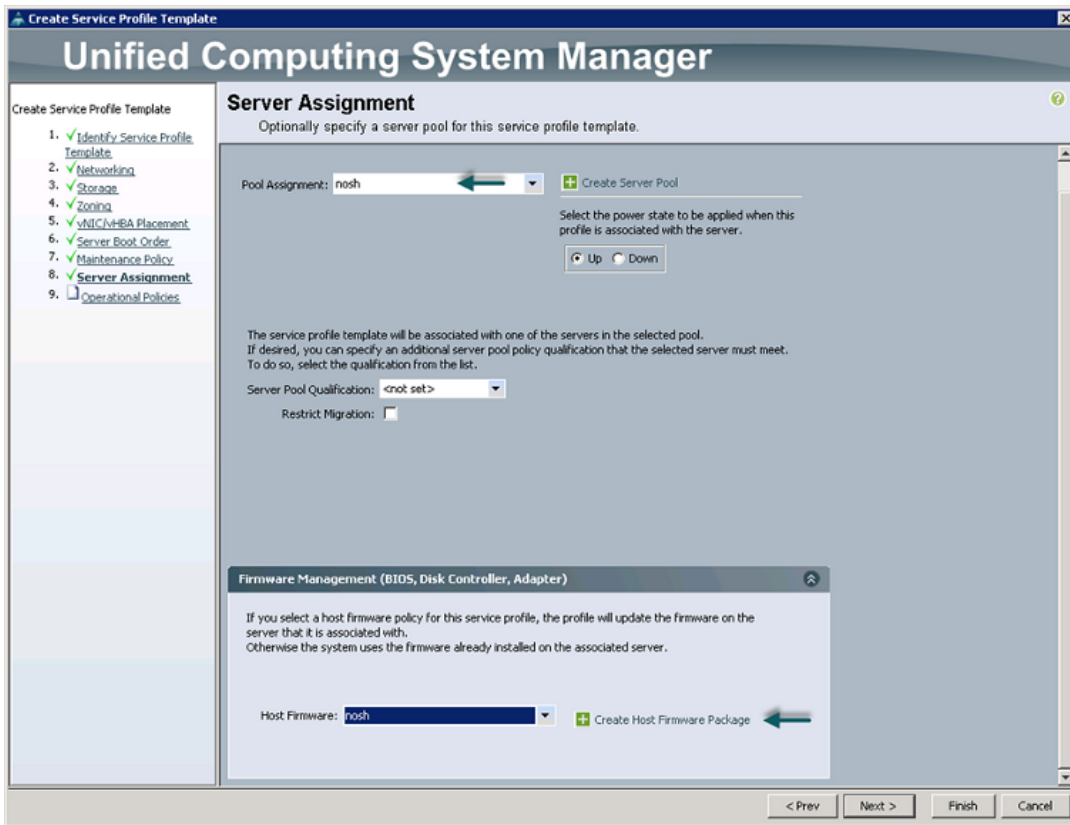 Create Service Profile Template
Unified Computing System Manager
Create Service Profile Template
1. Identify Service Profile
Template
2. Networking
3. Storage
4. Zoning
5. vNIC/vHBA Placement
6. Server Boot Order
7. Maintenance Policy
8. Server Assignment
9. Operational Policies
Server Assignment
Optionally specify a server pool for this service profile template.
Pool Assignment: nosh
Create Server Pool
Select the power state to be applied when this
profile is associated with the server.
Up Down
The service profile template will be associated with one of the servers in the selected pool.
If desired, you can specify an additional server pool policy qualification that the selected server must meet.
To do so, select the qualification from the list.
Server Pool Qualification: <not set>
Restrict Migration:
Firmware Management (BIOS, Disk Controller, Adapter)
If you select a host firmware policy for this service profile, the profile will update the firmware on the
server that it is associated with.
Otherwise the system uses the firmware already installed on the associated server.
Host Firmware: nosh
Create Host Firmware Package
< Prev Next > Finish Cancel